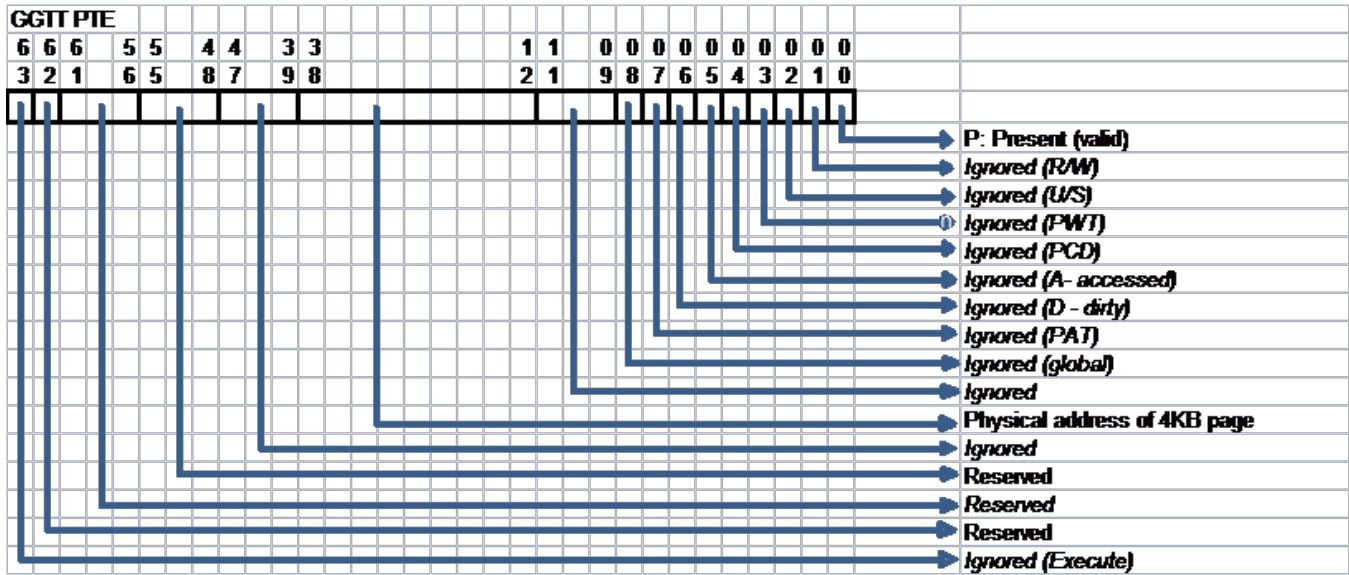 GGTT PTE
6 6 6 5 5 4 4 3 3 1 1 0 0 0 0 0 0 0 0 0 0
3 2 1 6 5 8 7 9 8 2 1 9 8 7 6 5 4 3 2 1 0
P: Present (valid)
Ignored (R/W)
Ignored (U/S)
Ignored (PWT)
Ignored (PCD)
Ignored (A- accessed)
Ignored (D - dirty)
Ignored (PAT)
Ignored (global)
Ignored
Physical address of 4KB page
Ignored
Reserved
Reserved
Reserved
Ignored (Execute)